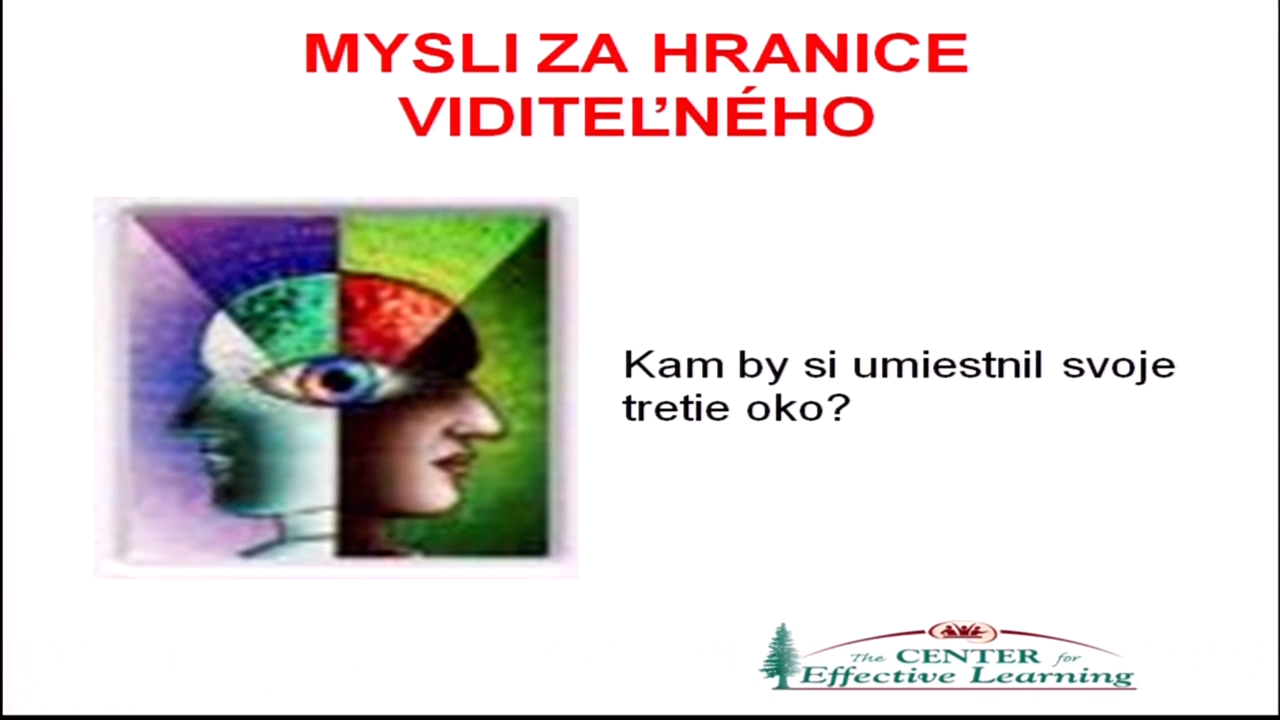 MYSLI ZA HRANICE
VIDITEĽNÉHO
Kam by si umiestnil svoje
tretie oko?
The CENTER for
Effective Learning